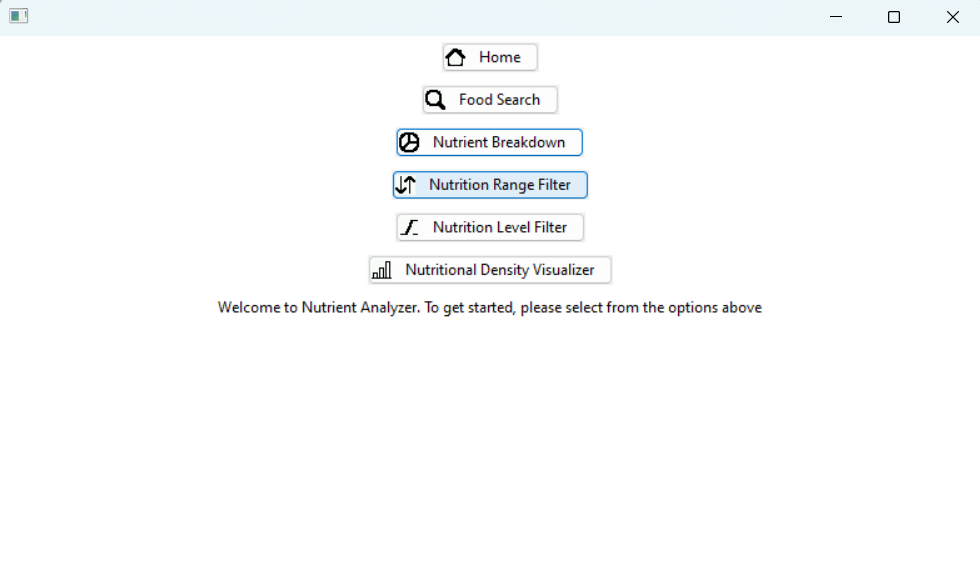 Home
Food Search
Nutrient Breakdown
Nutrition Range Filter
Nutrition Level Filter
Nutritional Density Visualizer
Welcome to Nutrient Analyzer. To get started, please select from the options above